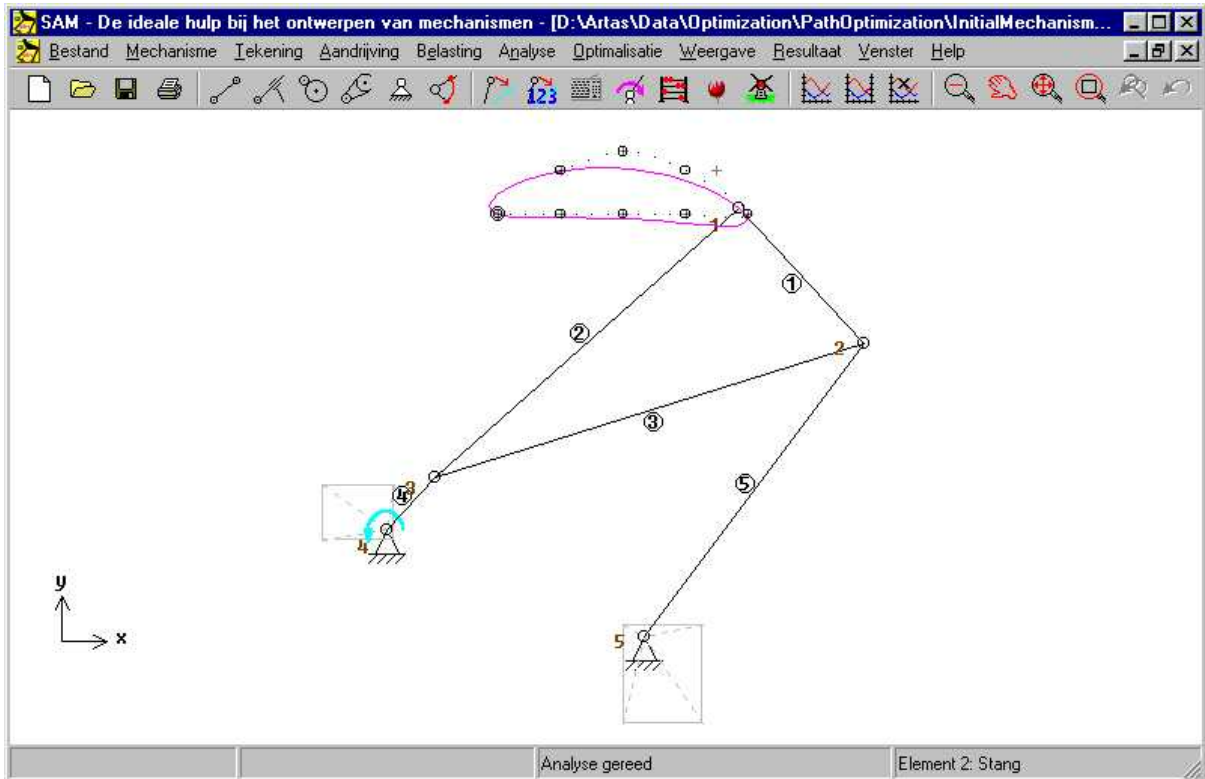 SAM - De ideale hulp bij het ontwerpen van mechanismen - [D:\Artas\Data\Optimization\PathOptimization\InitialMechanism...
Bestand Mechanisme Tekening Aandrijving Belasting Analyse Optimalisatie Weergave Resultaat Venster Help
123
1
1
2
2
3
3
4
5
4
y
5
x
Analyse gereed Element 2: Stang